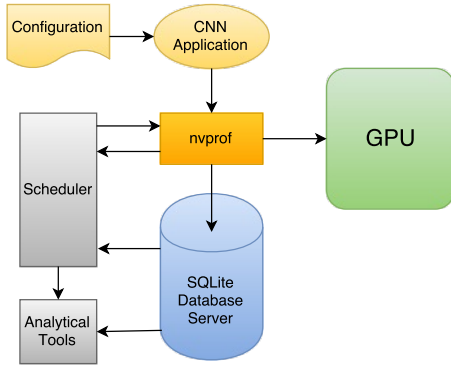 Configuration
CNN
Application
nvprof
GPU
Scheduler
SQLite
Database
Server
Analytical
Tools